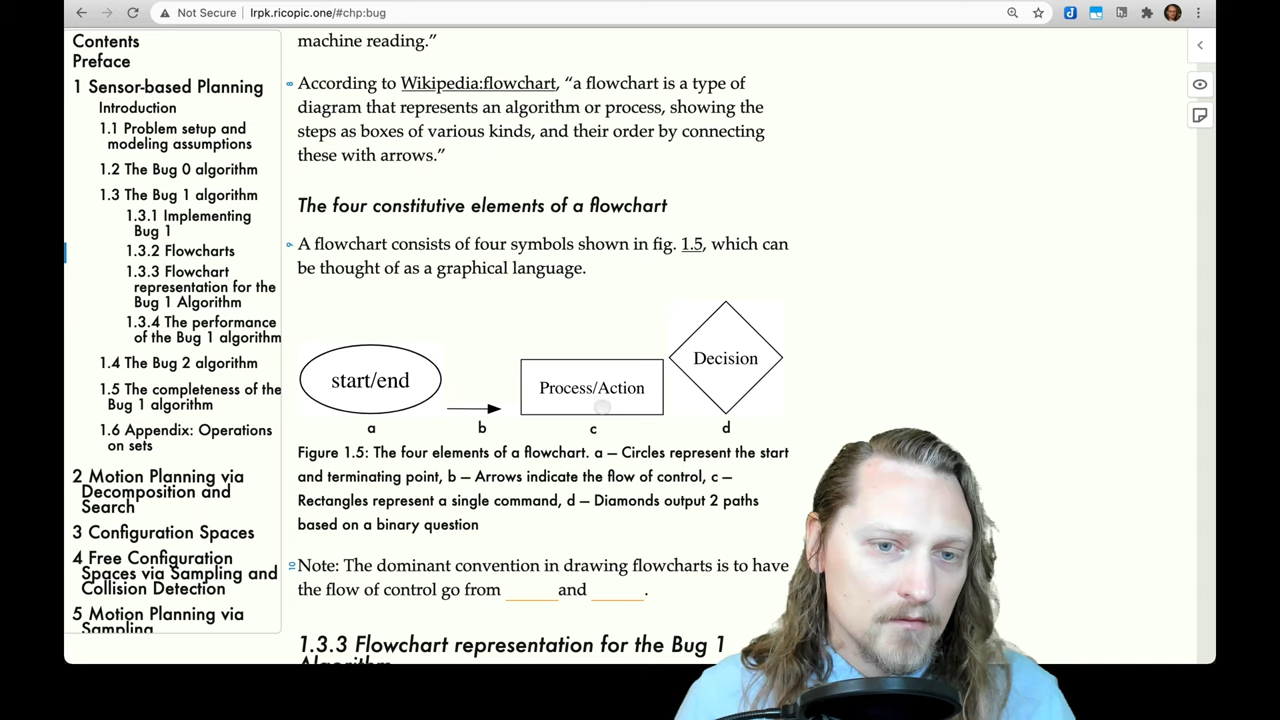 Not Secure
lrpk.ricopic.one/#chp:bug
Contents
Preface
1 Sensor-based Planning
Introduction
1.1 Problem setup and
modeling assumptions
1.2 The Bug 0 algorithm
1.3 The Bug 1 algorithm
1.3.1 Implementing
Bug 1
1.3.2 Flowcharts
1.3.3 Flowchart
representation for the
Bug 1 Algorithm
1.3.4 The performance
of the Bug 1 algorithm
1.4 The Bug 2 algorithm
1.5 The completeness of the
Bug 1 algorithm
1.6 Appendix: Operations
on sets
2 Motion Planning via
Decomposition and
Search
3 Configuration Spaces
4 Free Configuration
Spaces via Sampling and
Collision Detection
5 Motion Planning via
Sampling
machine reading.”
8
According to Wikipedia:flowchart, “a flowchart is a type of
diagram that represents an algorithm or process, showing the
steps as boxes of various kinds, and their order by connecting
these with arrows.”
The four constitutive elements of a flowchart
9
A flowchart consists of four symbols shown in fig. 1.5, which can
be thought of as a graphical language.
start/end
Process/Action
Decision
a
b
c
d
Figure 1.5: The four elements of a flowchart. a — Circles represent the start
and terminating point, b — Arrows indicate the flow of control, c —
Rectangles represent a single command, d — Diamonds output 2 paths
based on a binary question
10
Note: The dominant convention in drawing flowcharts is to have
the flow of control go from ______ and ______ .
1.3.3 Flowchart representation for the Bug 1
Algorithm